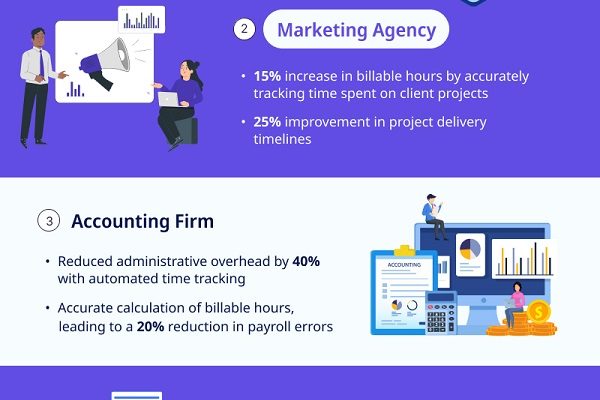 2
Marketing Agency
• 15% increase in billable hours by accurately
tracking time spent on client projects
• 25% improvement in project delivery
timelines
3
Accounting Firm
• Reduced administrative overhead by 40%
with automated time tracking
• Accurate calculation of billable hours,
leading to a 20% reduction in payroll errors
ACCOUNTING
$